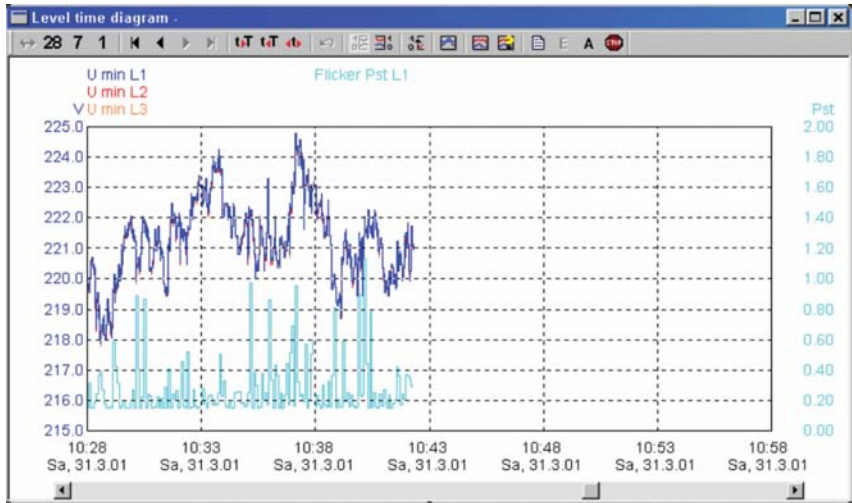 Level time diagram -
28 7 1 t▸T t◂T ◂t▸ E A STOP
U min L1 Flicker Pst L1
U min L2
V U min L3 Pst
225.0 2.00
224.0 1.80
223.0 1.60
222.0 1.40
221.0 1.20
220.0 1.00
219.0 0.80
218.0 0.60
217.0 0.40
216.0 0.20
215.0 0.00
10:28 10:33 10:38 10:43 10:48 10:53 10:58
Sa, 31.3.01 Sa, 31.3.01 Sa, 31.3.01 Sa, 31.3.01 Sa, 31.3.01 Sa, 31.3.01 Sa, 31.3.01